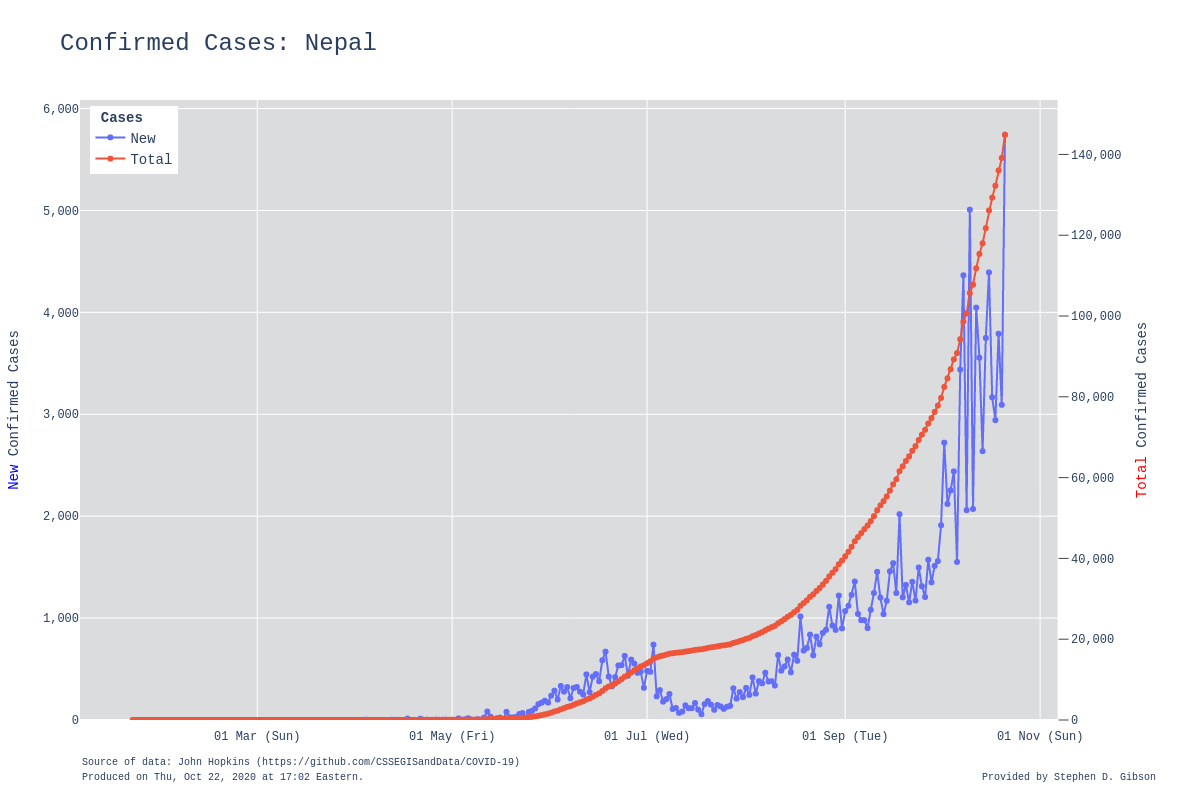 Confirmed Cases: Nepal
Cases
New
Total
6,000
5,000
4,000
3,000
2,000
1,000
0
New Confirmed Cases
140,000
120,000
100,000
80,000
60,000
40,000
20,000
0
Total Confirmed Cases
01 Mar (Sun)
01 May (Fri)
01 Jul (Wed)
01 Sep (Tue)
01 Nov (Sun)
Source of data: John Hopkins (https://github.com/CSSEGISandData/COVID-19)
Produced on Thu, Oct 22, 2020 at 17:02 Eastern.
Provided by Stephen D. Gibson